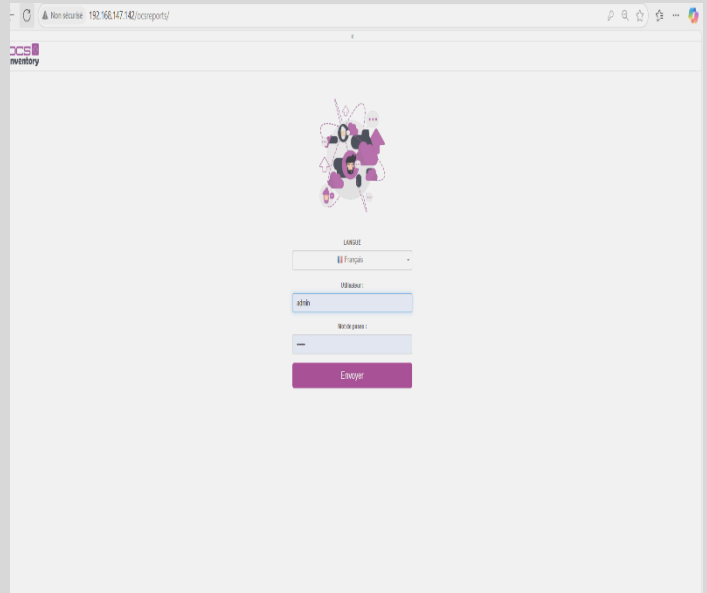 Non sécurisé 192.168.147.142/ocsreports/
OCS
inventory
LANGUE
Français
Utilisateur :
admin
Mot de passe :
Envoyer